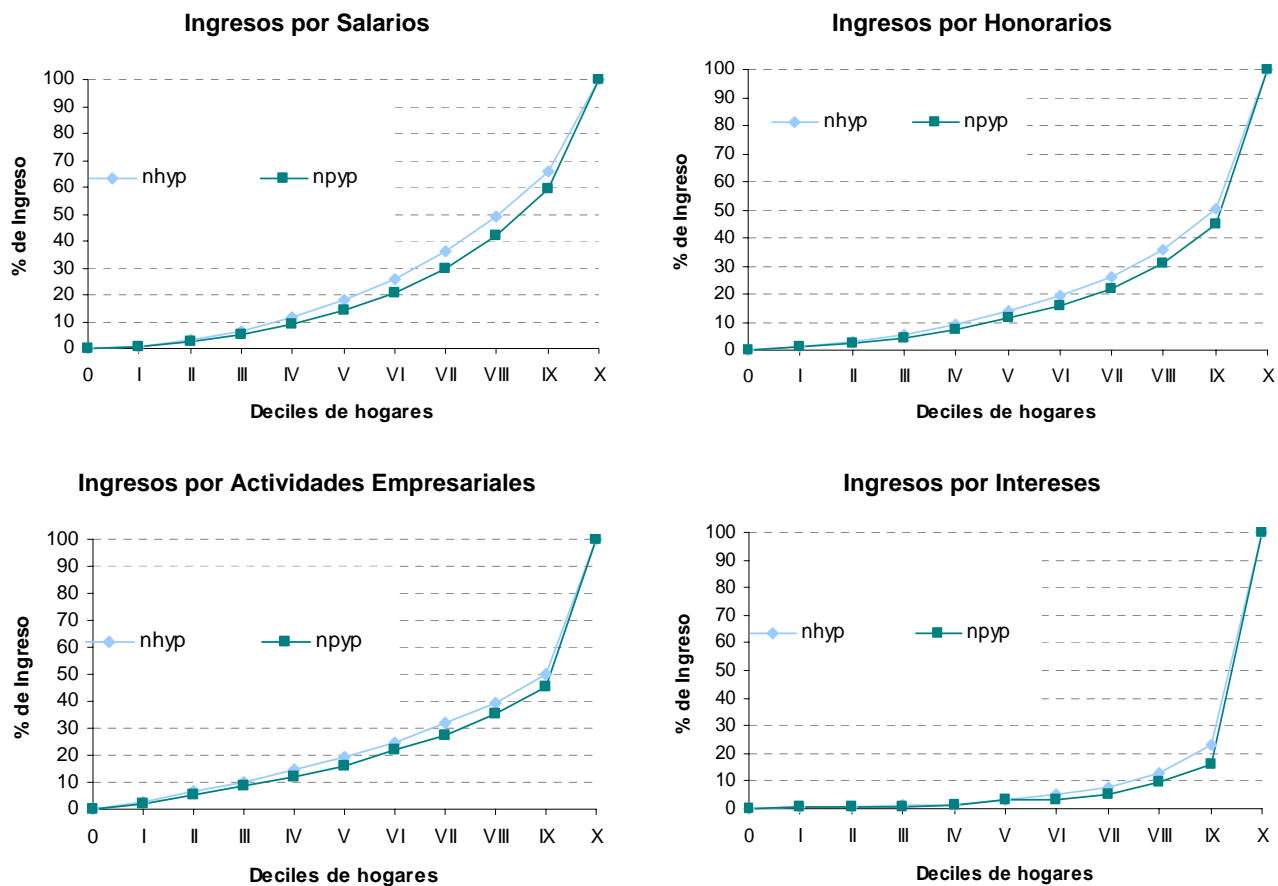 Ingresos por Salarios
% de Ingreso
100
90
80
70
60
50
40
30
20
10
0
nhyp npyp
0 I II III IV V VI VII VIII IX X
Deciles de hogares
Ingresos por Honorarios
% de Ingreso
100
90
80
70
60
50
40
30
20
10
0
nhyp npyp
0 I II III IV V VI VII VIII IX X
Deciles de hogares
Ingresos por Actividades Empresariales
% de Ingreso
100
90
80
70
60
50
40
30
20
10
0
nhyp npyp
0 I II III IV V VI VII VIII IX X
Deciles de hogares
Ingresos por Intereses
% de Ingreso
100
90
80
70
60
50
40
30
20
10
0
nhyp npyp
0 I II III IV V VI VII VIII IX X
Deciles de hogares